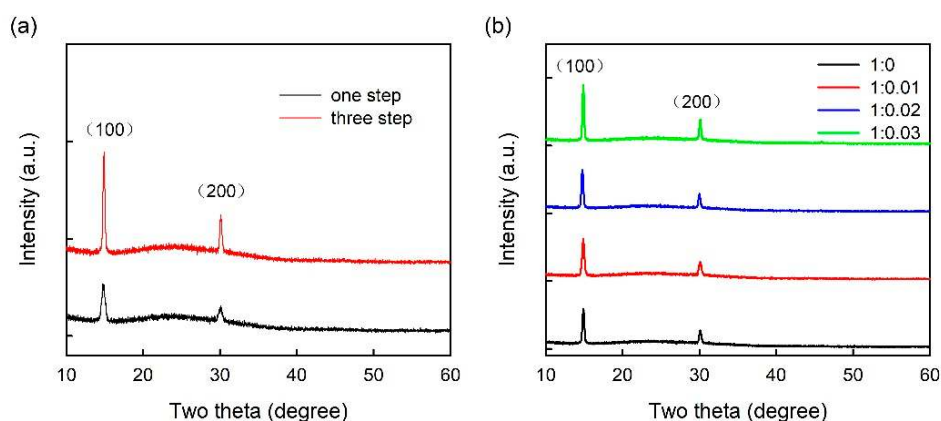 (a)
one step
three step
（100）
（200）
Intensity (a.u.)
10 20 30 40 50 60
Two theta (degree)
(b)
1:0
1:0.01
1:0.02
1:0.03
（100）
（200）
Intensity (a.u.)
10 20 30 40 50 60
Two theta (degree)